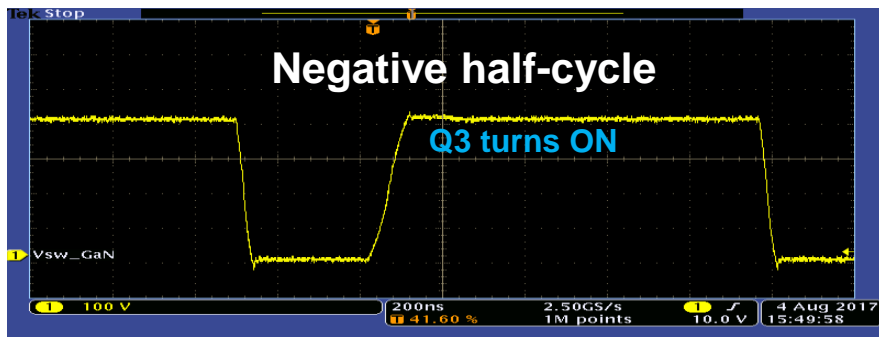 Tek Stop
T
Negative half-cycle
Q3 turns ON
1
Vsw_GaN
1 100 V
200ns 2.50GS/s 1
T 41.60 % 1M points 10.0 V
4 Aug 2017
15:49:58